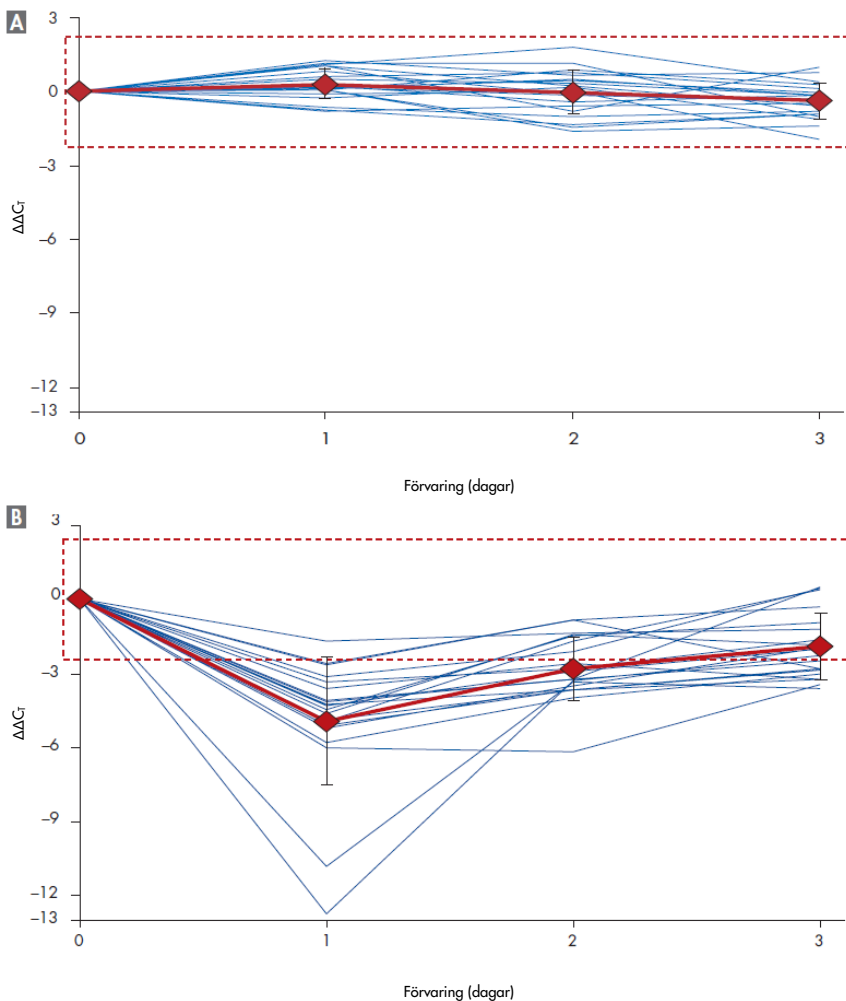 A
3
0
–3
–6
–9
–12
–13
ΔΔCT
0 1 2 3
Förvaring (dagar)
B
3
0
–3
–6
–9
–12
–13
ΔΔCT
0 1 2 3
Förvaring (dagar)